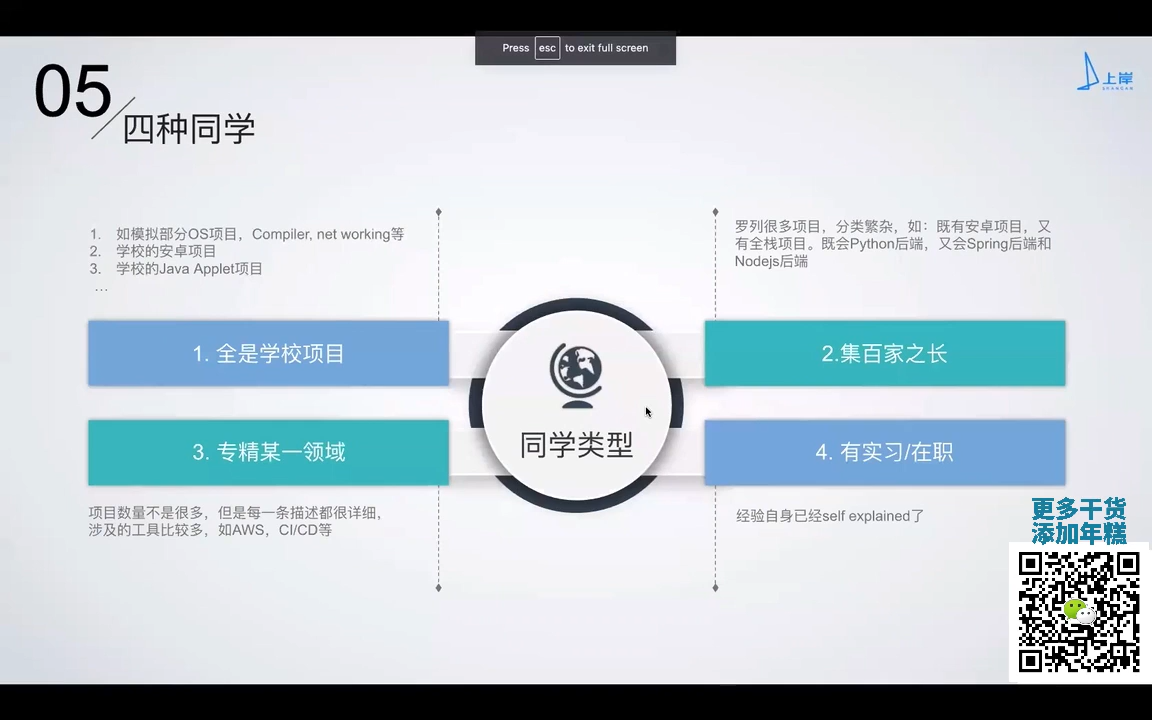 Press esc to exit full screen
05
四种同学
上岸
SHANGAN
1. 如模拟部分OS项目，Compiler, net working等
2. 学校的安卓项目
3. 学校的Java Applet项目
...
罗列很多项目，分类繁杂，如：既有安卓项目，又
有全栈项目。既会Python后端，又会Spring后端和
Nodejs后端
1. 全是学校项目
2.集百家之长
同学类型
3. 专精某一领域
4. 有实习/在职
项目数量不是很多，但是每一条描述都很详细，
涉及的工具比较多，如AWS，CI/CD等
经验自身已经self explained了
更多干货
添加年糕